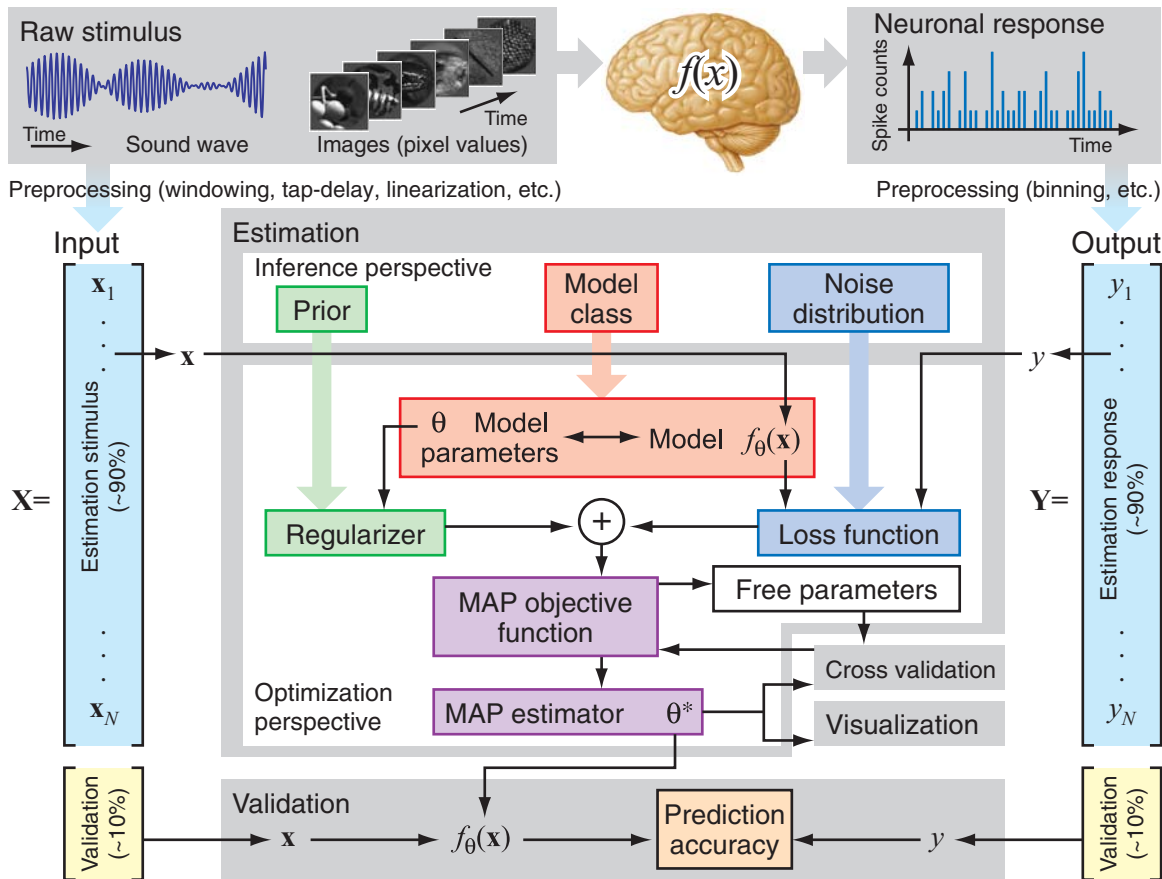 Raw stimulus
Time
Sound wave
Images (pixel values)
Time
f(x)
Neuronal response
Spike counts
Time
Preprocessing (windowing, tap-delay, linearization, etc.)
Preprocessing (binning, etc.)
Input
Output
X=
x1
Estimation stimulus
(~90%)
xN
Validation
(~10%)
Estimation
Inference perspective
Prior
Model
class
Noise
distribution
x
y
θ Model
parameters
Model fθ(x)
Regularizer
+
Loss function
MAP objective
function
Free parameters
Cross validation
Optimization
perspective
MAP estimator θ*
Visualization
Validation
x
fθ(x)
Prediction
accuracy
y
Y=
y1
Estimation response
(~90%)
yN
Validation
(~10%)